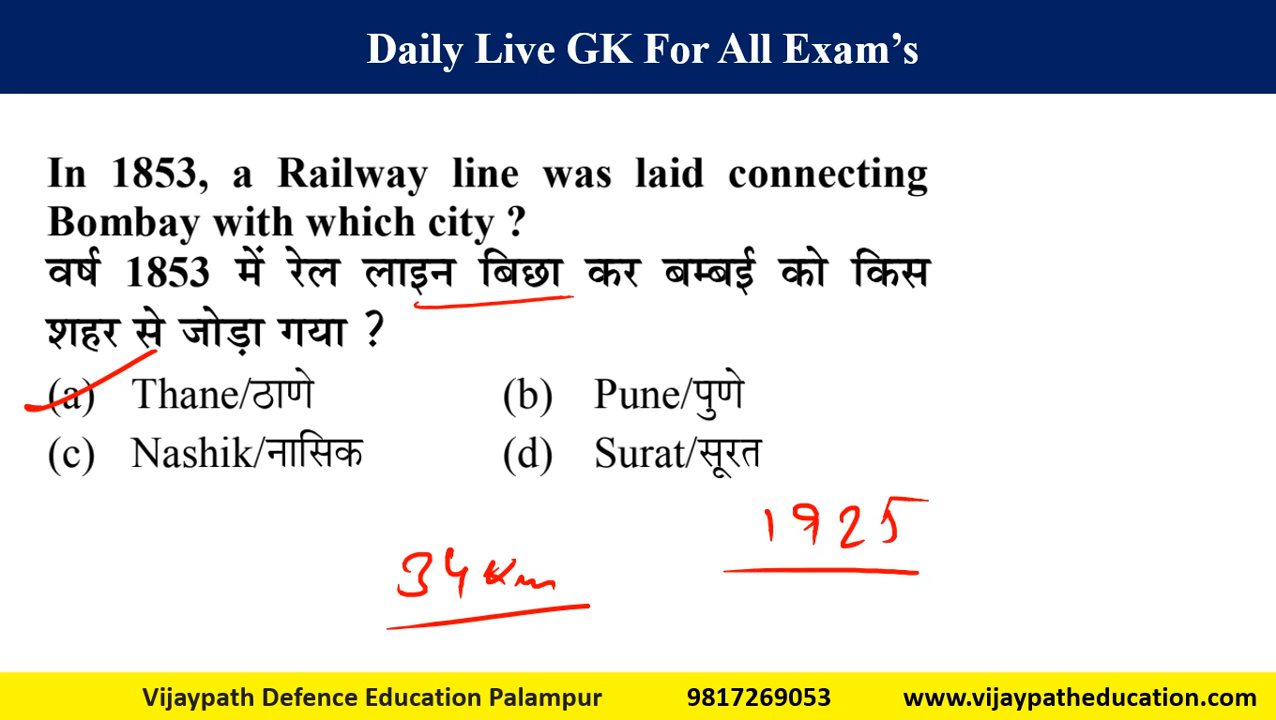 Daily Live GK For All Exam's
In 1853, a Railway line was laid connecting
Bombay with which city ?
वर्ष 1853 में रेल लाइन बिछा कर बम्बई को किस
शहर से जोड़ा गया ?
(a) Thane/ठाणे (b) Pune/पुणे
(c) Nashik/नासिक (d) Surat/सूरत
1925
34 km
Vijaypath Defence Education Palampur 9817269053 www.vijaypatheducation.com